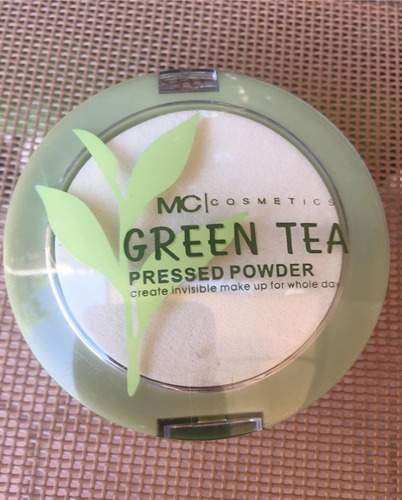 MC|COSMETICS
GREEN TEA
PRESSED POWDER
create invisible make up for whole day